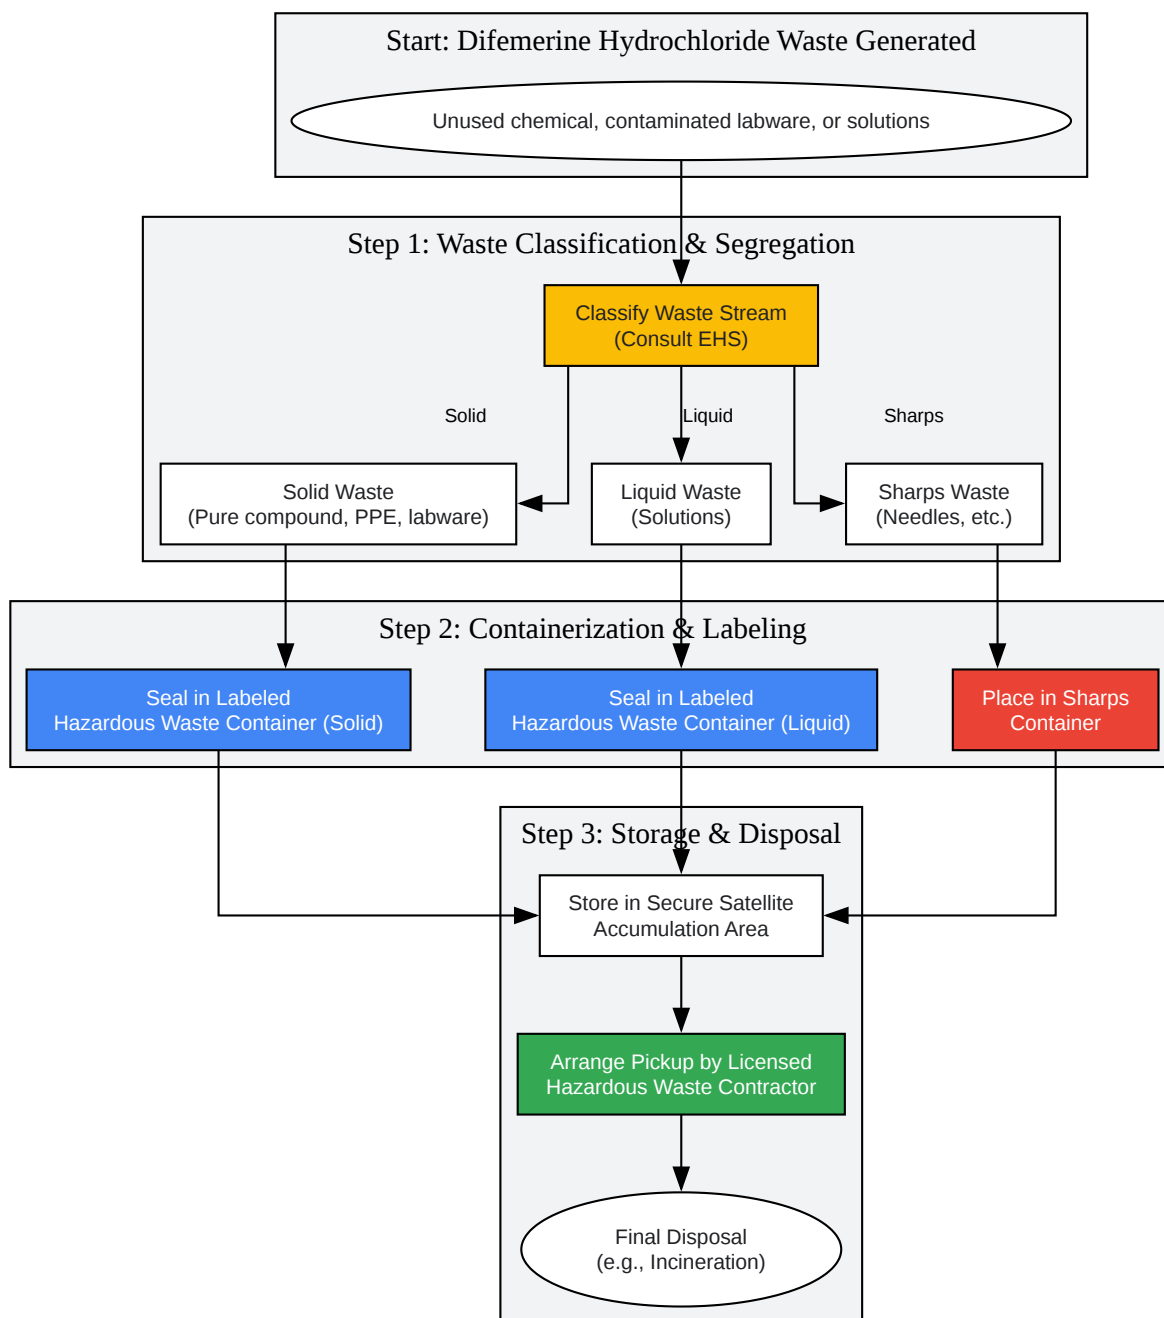 Start: Difemerine Hydrochloride Waste Generated
Unused chemical, contaminated labware, or solutions
Step 1: Waste Classification & Segregation
Classify Waste Stream
(Consult EHS)
Solid
Liquid
Sharps
Solid Waste
(Pure compound, PPE, labware)
Liquid Waste
(Solutions)
Sharps Waste
(Needles, etc.)
Step 2: Containerization & Labeling
Seal in Labeled
Hazardous Waste Container (Solid)
Seal in Labeled
Hazardous Waste Container (Liquid)
Place in Sharps
Container
Step 3: Storage & Disposal
Store in Secure Satellite
Accumulation Area
Arrange Pickup by Licensed
Hazardous Waste Contractor
Final Disposal
(e.g., Incineration)